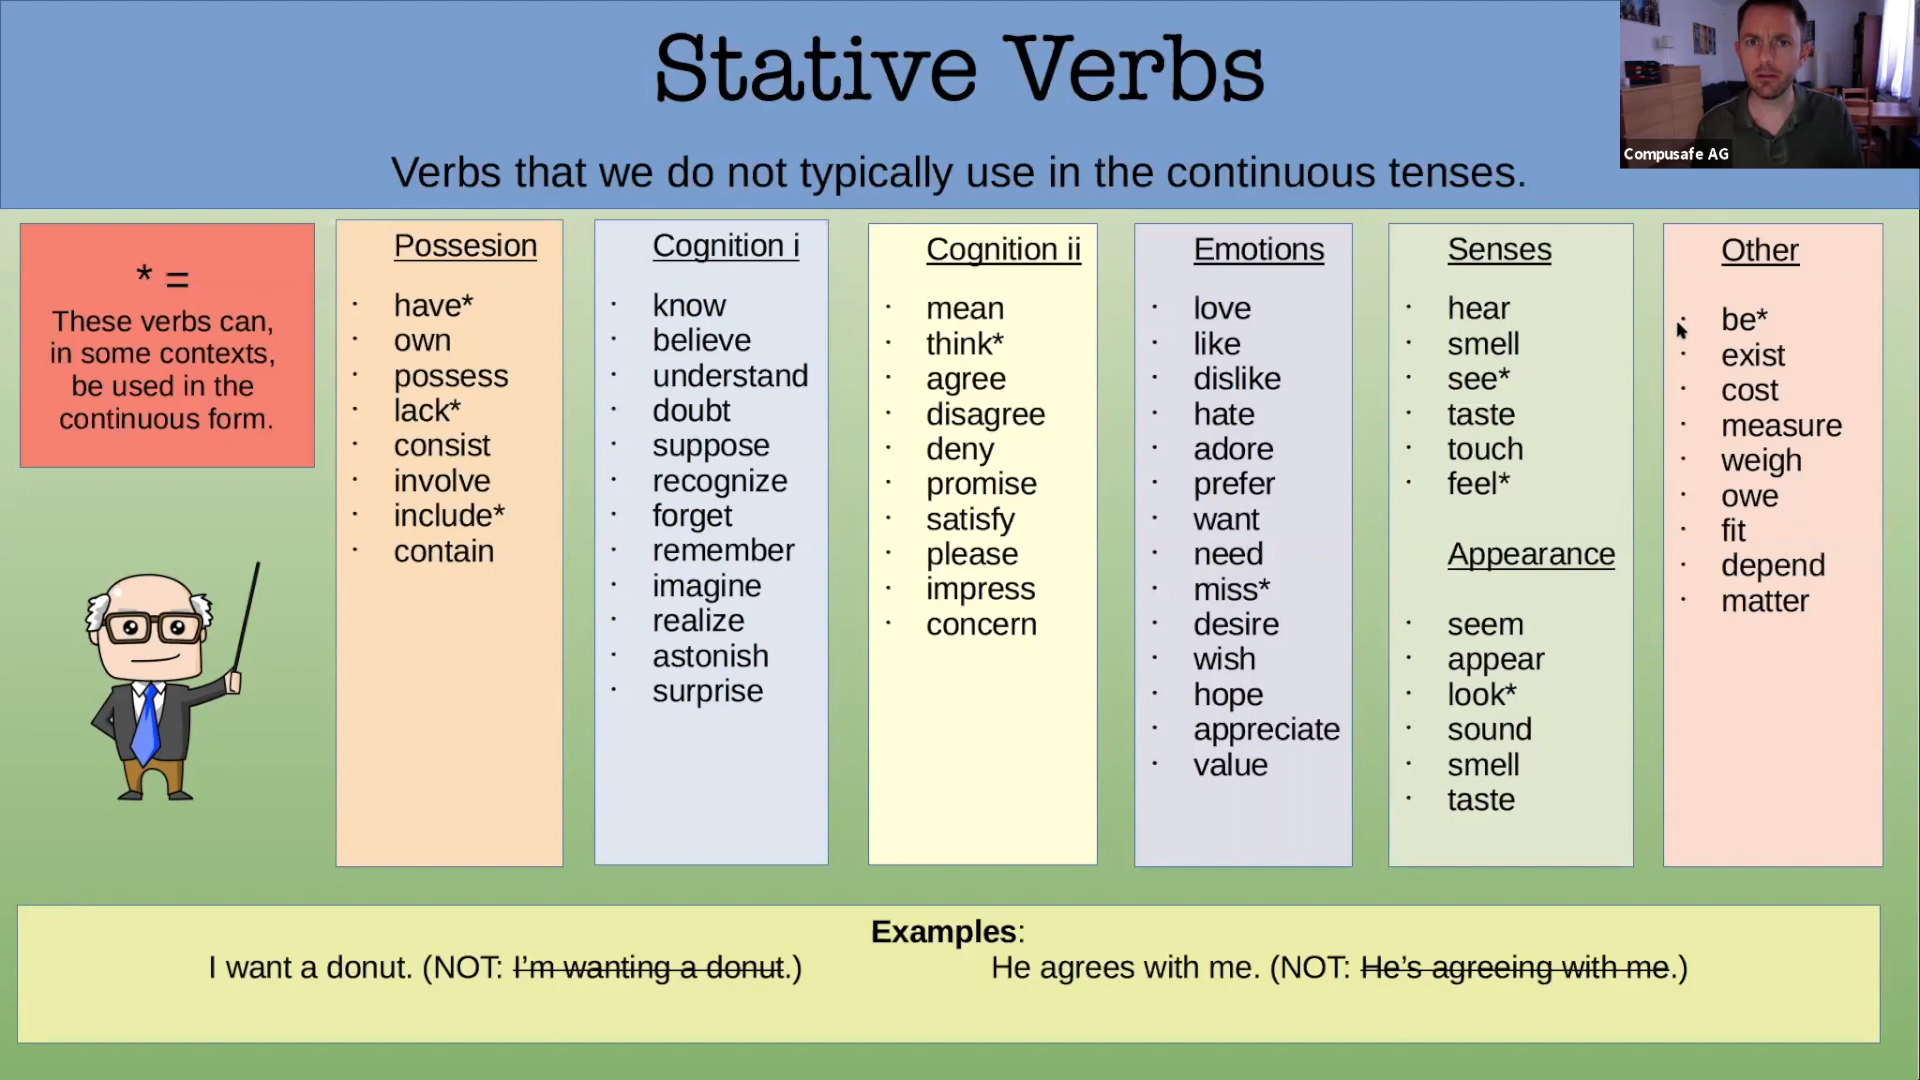 Stative Verbs
Verbs that we do not typically use in the continuous tenses.
Compusafe AG
* =
These verbs can,
in some contexts,
be used in the
continuous form.
Possesion
have*
own
possess
lack*
consist
involve
include*
contain
Cognition i
know
believe
understand
doubt
suppose
recognize
forget
remember
imagine
realize
astonish
surprise
Cognition ii
mean
think*
agree
disagree
deny
promise
satisfy
please
impress
concern
Emotions
love
like
dislike
hate
adore
prefer
want
need
miss*
desire
wish
hope
appreciate
value
Senses
hear
smell
see*
taste
touch
feel*
Appearance
seem
appear
look*
sound
smell
taste
Other
be*
exist
cost
measure
weigh
owe
fit
depend
matter
Examples:
I want a donut. (NOT: I’m wanting a donut.)
He agrees with me. (NOT: He’s agreeing with me.)